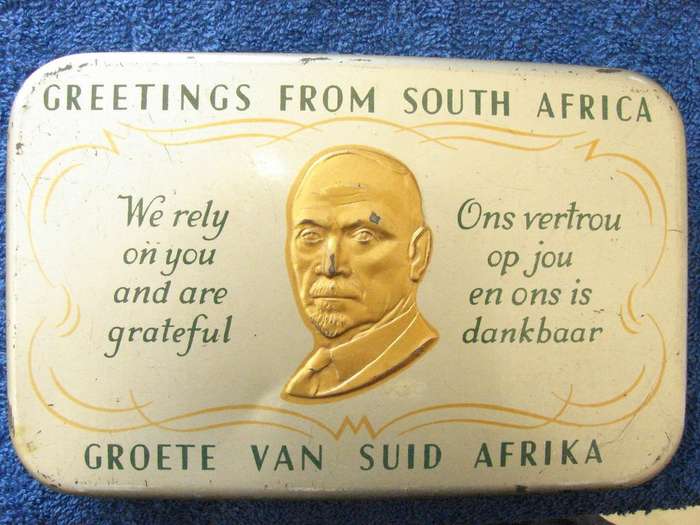 GREETINGS FROM SOUTH AFRICA
We rely
on you
and are
grateful
Ons vertrou
op jou
en ons is
dankbaar
GROETE VAN SUID AFRIKA